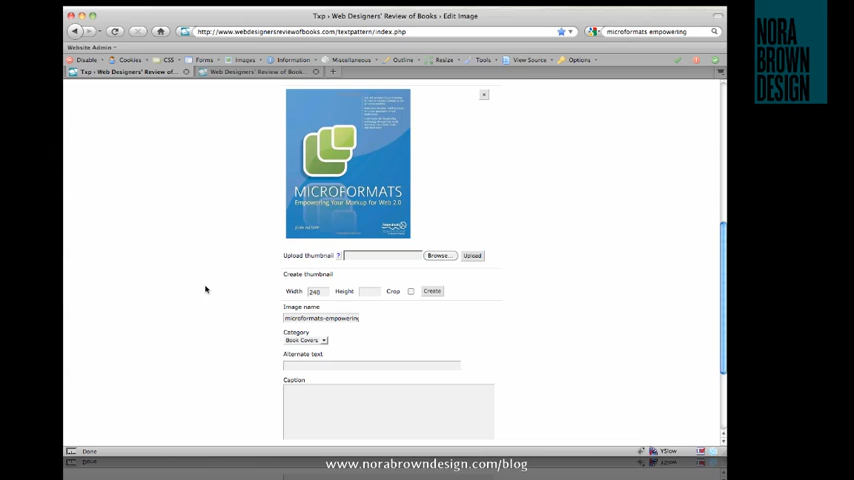 Txp › Web Designers' Review of Books › Edit Image
NORA
BROWN
DESIGN
http://www.webdesignersreviewofbooks.com/textpattern/index.php
microformats empowering
Website Admin
Disable
Cookies
CSS
Forms
Images
Information
Miscellaneous
Outline
Resize
Tools
View Source
Options
Txp › Web Designers' Review of...
Web Designers' Review of Book...
MICROFORMATS
Empowering Your Markup for Web 2.0
Upload thumbnail ?
Browse...
Upload
Create thumbnail
Width 240 Height Crop Create
Image name
microformats-empowering
Category
Book Covers
Alternate text
Caption
Done
YSlow
www.norabrowndesign.com/blog